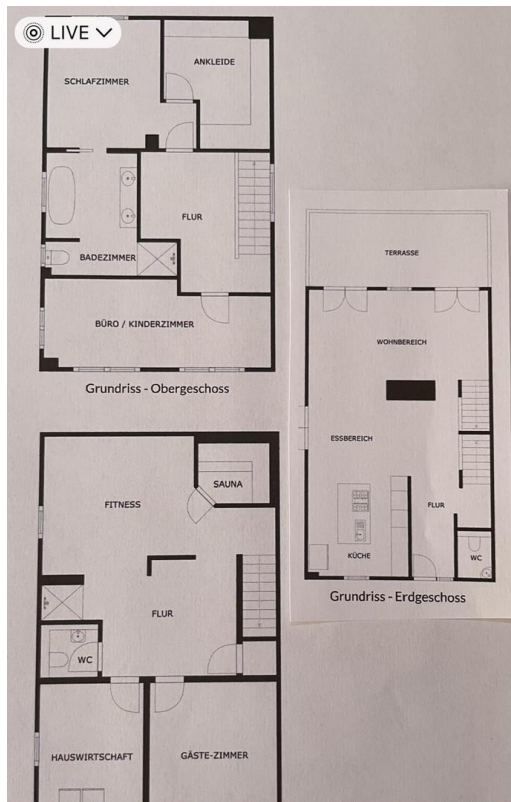 LIVE
SCHLAFZIMMER
ANKLEIDE
FLUR
BADEZIMMER
BÜRO / KINDERZIMMER
Grundriss - Obergeschoss
TERRASSE
WOHNBEREICH
ESSBEREICH
FLUR
KÜCHE
WC
Grundriss - Erdgeschoss
SAUNA
FITNESS
FLUR
WC
HAUSWIRTSCHAFT
GÄSTE-ZIMMER